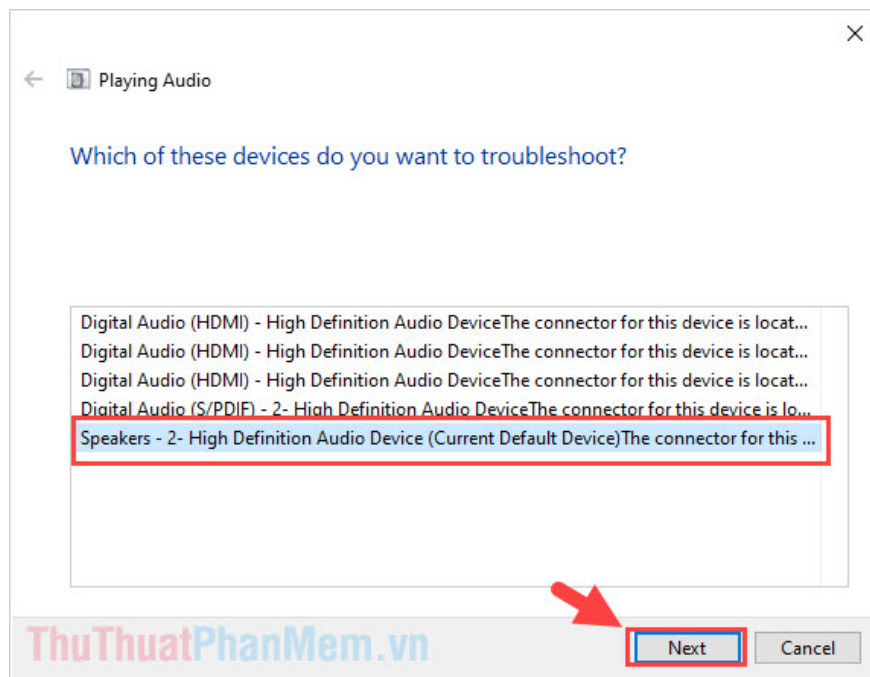 Playing Audio
Which of these devices do you want to troubleshoot?
Digital Audio (HDMI) - High Definition Audio DeviceThe connector for this device is locat...
Digital Audio (HDMI) - High Definition Audio DeviceThe connector for this device is locat...
Digital Audio (HDMI) - High Definition Audio DeviceThe connector for this device is locat...
Digital Audio (S/PDIF) - 2- High Definition Audio DeviceThe connector for this device is lo...
Speakers - 2- High Definition Audio Device (Current Default Device)The connector for this ...
ThuThuatPhanMem.vn
Next
Cancel